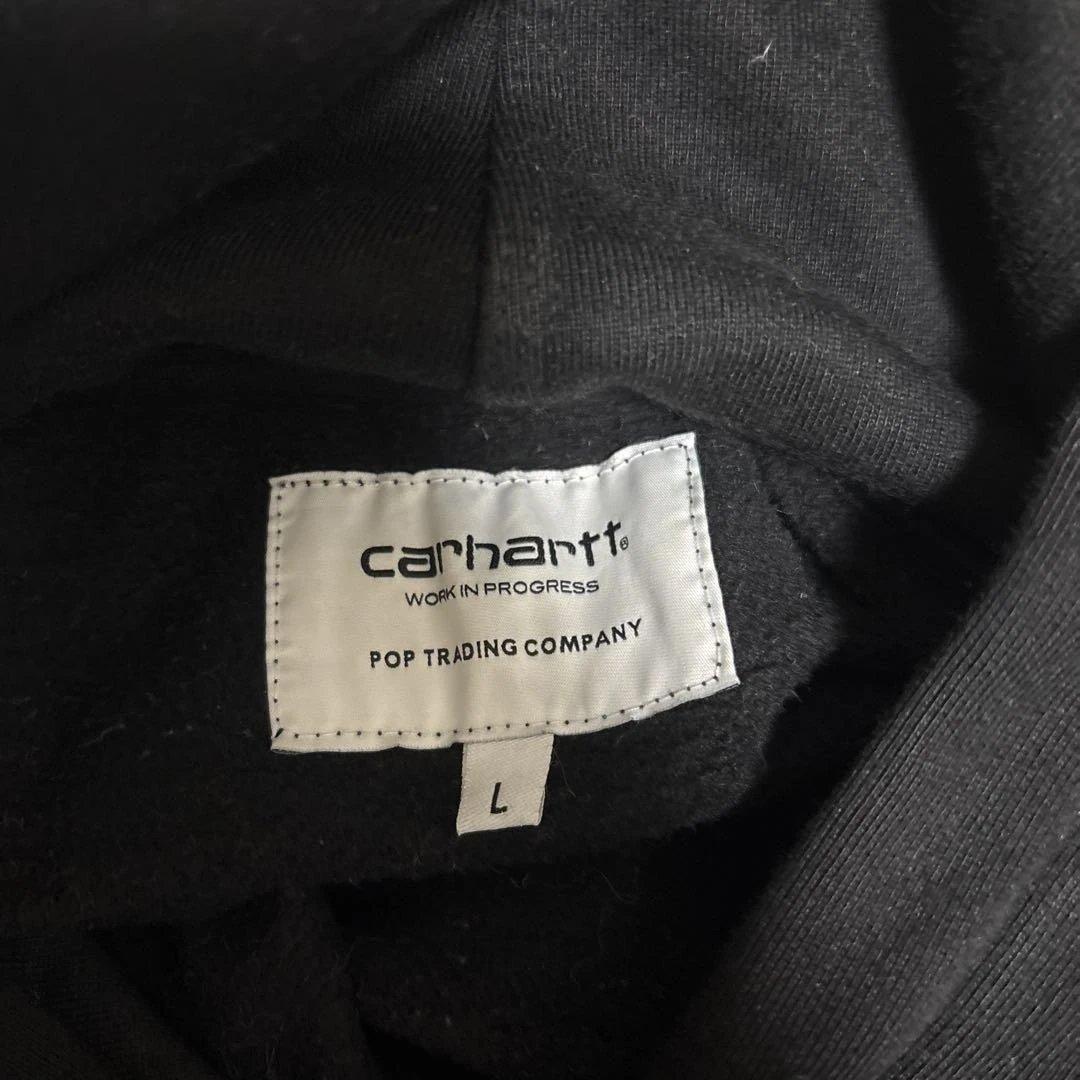 carhartt®
WORK IN PROGRESS
POP TRADING COMPANY
L